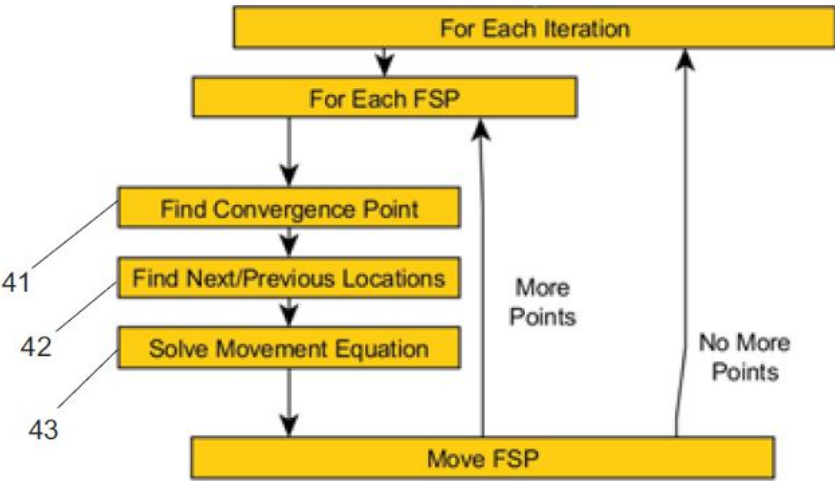 For Each Iteration
For Each FSP
Find Convergence Point
41
Find Next/Previous Locations
42
Solve Movement Equation
43
More
Points
No More
Points
Move FSP